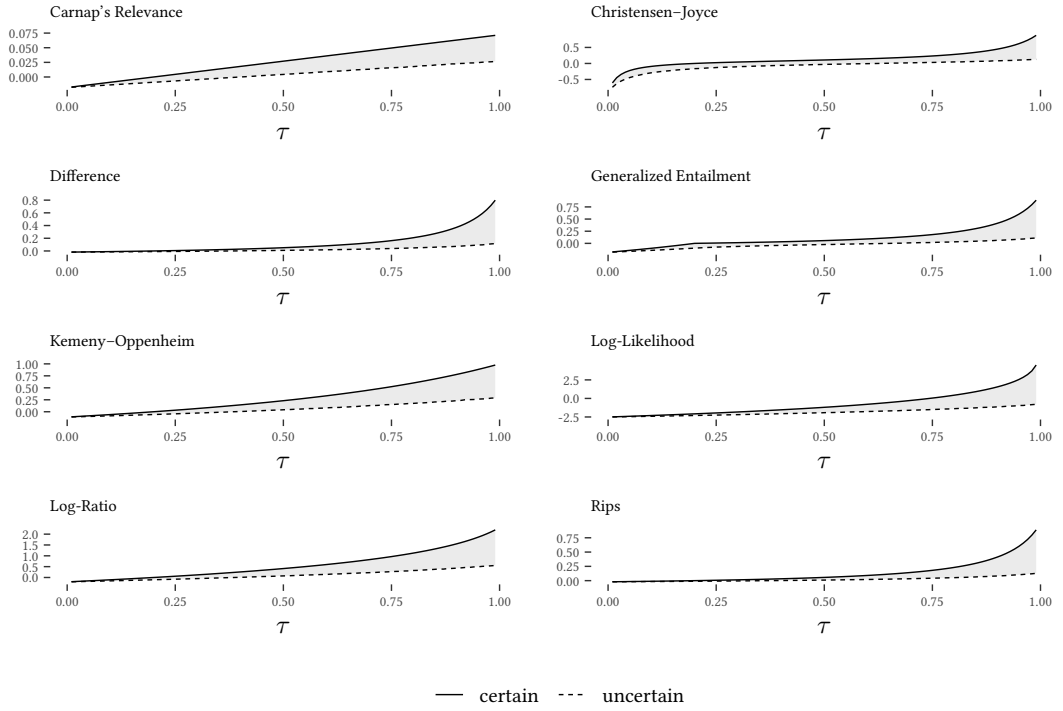 Carnap's Relevance
0.075
0.050
0.025
0.000
0.00 0.25 0.50 0.75 1.00
τ
Christensen–Joyce
0.5
0.0
-0.5
0.00 0.25 0.50 0.75 1.00
τ
Difference
0.8
0.6
0.4
0.2
0.0
0.00 0.25 0.50 0.75 1.00
τ
Generalized Entailment
0.75
0.50
0.25
0.00
0.00 0.25 0.50 0.75 1.00
τ
Kemeny–Oppenheim
1.00
0.75
0.50
0.25
0.00
0.00 0.25 0.50 0.75 1.00
τ
Log-Likelihood
2.5
0.0
-2.5
0.00 0.25 0.50 0.75 1.00
τ
Log-Ratio
2.0
1.5
1.0
0.5
0.0
0.00 0.25 0.50 0.75 1.00
τ
Rips
0.75
0.50
0.25
0.00
0.00 0.25 0.50 0.75 1.00
τ
certain uncertain